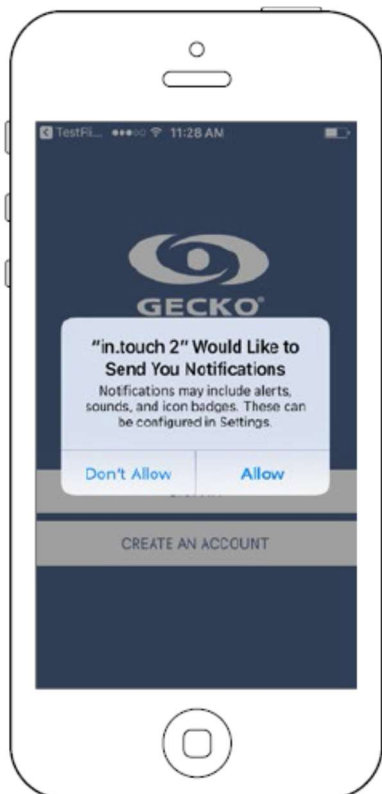 TestFli... 11:28 AM
GECKO®
"in.touch 2" Would Like to
Send You Notifications
Notifications may include alerts,
sounds, and icon badges. These can
be configured in Settings.
Don't Allow Allow
CREATE AN ACCOUNT